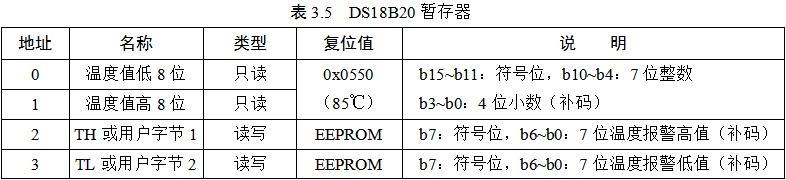 表 3.5 DS18B20 暂存器
地址 名称 类型 复位值 说 明
0 温度值低 8 位 只读 0x0550 b15~b11：符号位，b10~b4：7 位整数
1 温度值高 8 位 只读 （85℃） b3~b0：4 位小数（补码）
2 TH 或用户字节 1 读写 EEPROM b7：符号位，b6~b0：7 位温度报警高值（补码）
3 TL 或用户字节 2 读写 EEPROM b7：符号位，b6~b0：7 位温度报警低值（补码）